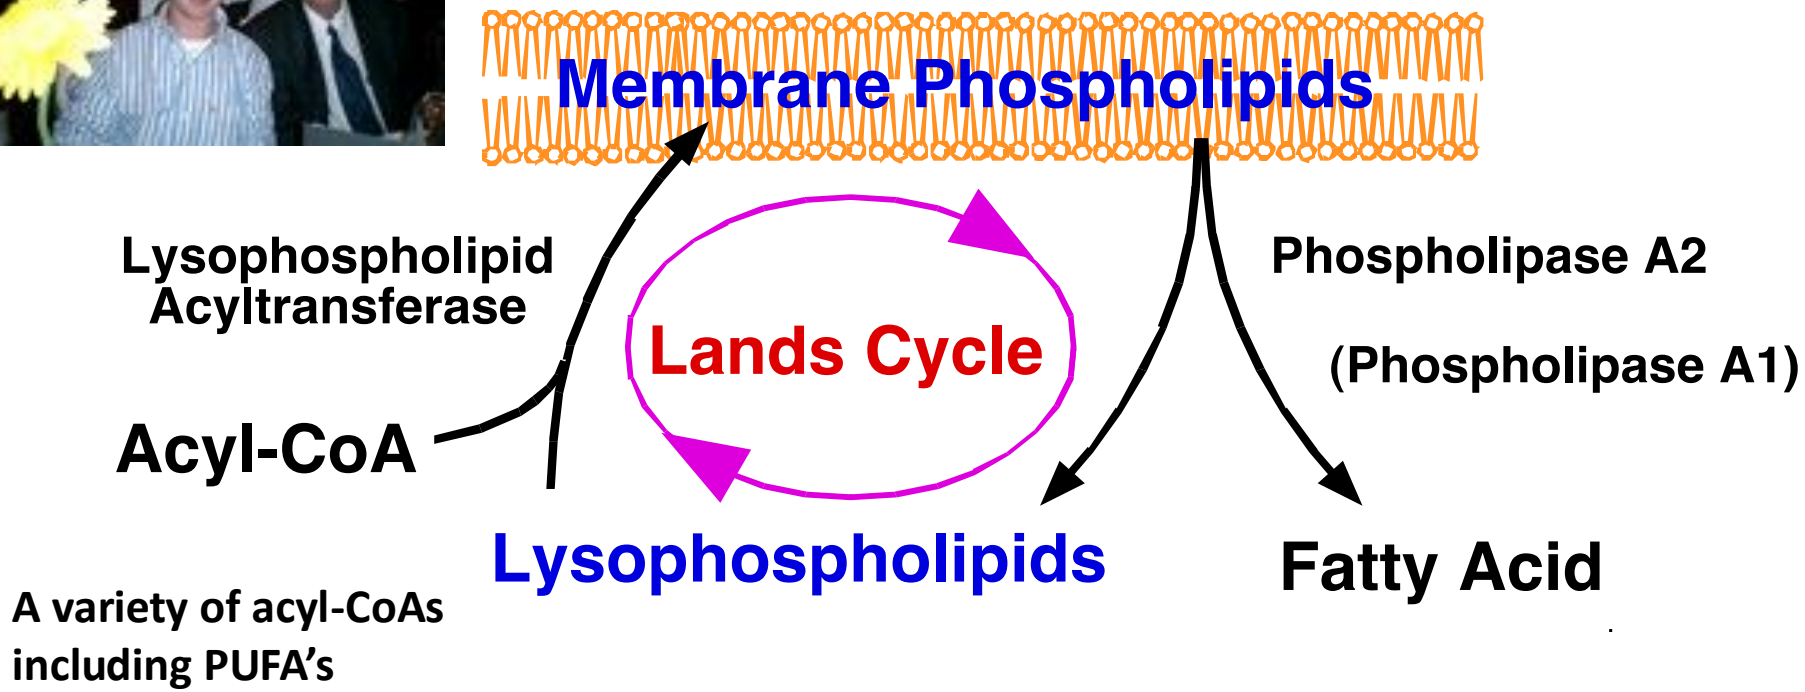 Membrane Phospholipids
Lysophospholipid
Acyltransferase
Phospholipase A2
Lands Cycle
(Phospholipase A1)
Acyl-CoA
Lysophospholipids
Fatty Acid
A variety of acyl-CoAs
including PUFA’s